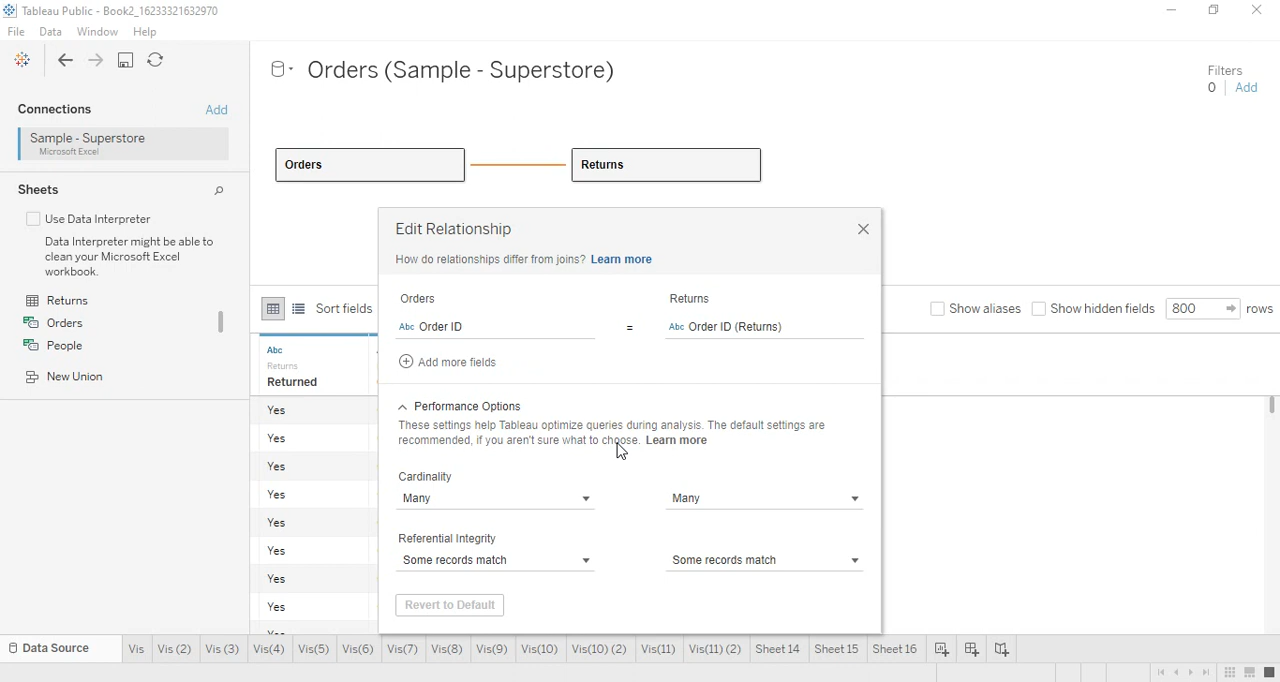 Tableau Public - Book2_16233321632970
File Data Window Help
Connections Add
Sample - Superstore
Microsoft Excel
Sheets
Use Data Interpreter
Data Interpreter might be able to
clean your Microsoft Excel
workbook.
Returns
Orders
People
New Union
Orders (Sample - Superstore)
Filters
0 Add
Orders Returns
Sort fields
Show aliases Show hidden fields 800 rows
Abc
Returns
Returned
Yes
Yes
Yes
Yes
Yes
Yes
Yes
Yes
Edit Relationship
How do relationships differ from joins? Learn more
Orders Returns
Abc Order ID = Abc Order ID (Returns)
Add more fields
Performance Options
These settings help Tableau optimize queries during analysis. The default settings are
recommended, if you aren't sure what to choose. Learn more
Cardinality
Many Many
Referential Integrity
Some records match Some records match
Revert to Default
Data Source Vis Vis (2) Vis (3) Vis(4) Vis(5) Vis(6) Vis(7) Vis(8) Vis(9) Vis(10) Vis(10) (2) Vis(11) Vis(11) (2) Sheet 14 Sheet 15 Sheet 16